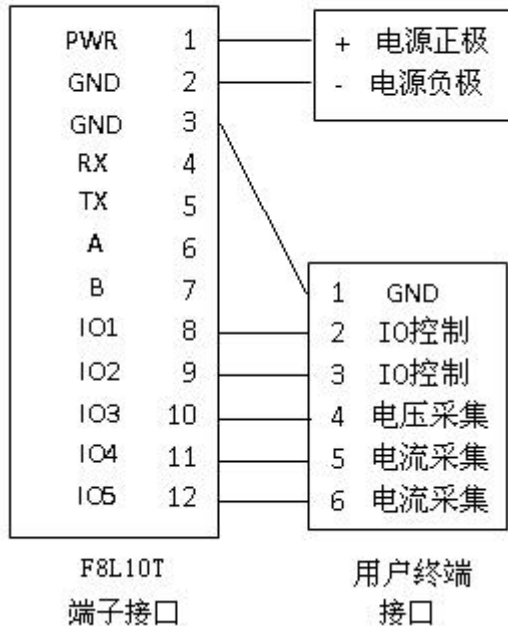 PWR 1
GND 2
GND 3
RX 4
TX 5
A 6
B 7
IO1 8
IO2 9
IO3 10
IO4 11
IO5 12
F8L10T
端子接口
+ 电源正极
- 电源负极
1 GND
2 IO控制
3 IO控制
4 电压采集
5 电流采集
6 电流采集
用户终端
接口